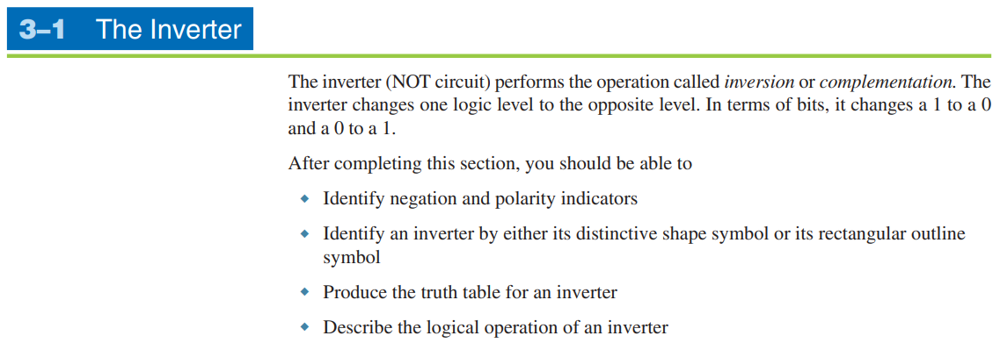 3–1 The Inverter
The inverter (NOT circuit) performs the operation called inversion or complementation. The
inverter changes one logic level to the opposite level. In terms of bits, it changes a 1 to a 0
and a 0 to a 1.
After completing this section, you should be able to
◆ Identify negation and polarity indicators
◆ Identify an inverter by either its distinctive shape symbol or its rectangular outline
symbol
◆ Produce the truth table for an inverter
◆ Describe the logical operation of an inverter